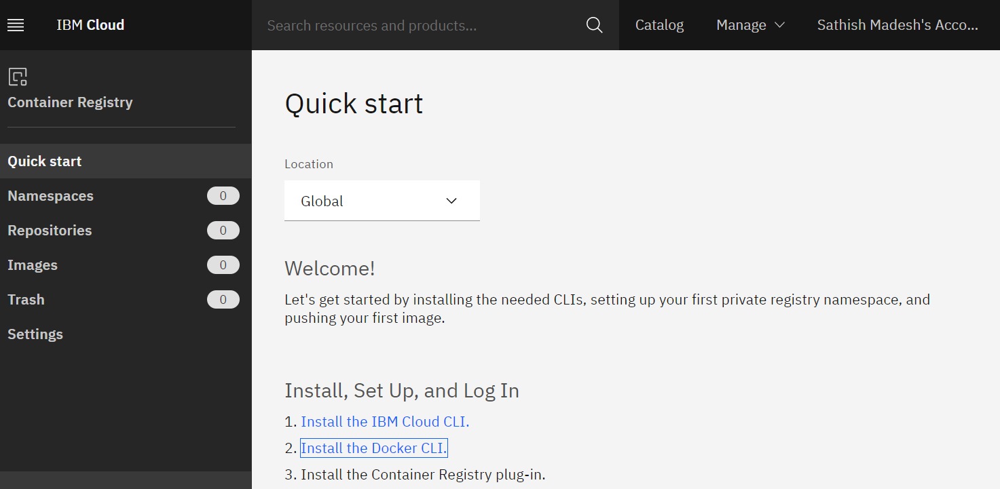 IBM Cloud
Search resources and products...
Catalog
Manage
Sathish Madesh's Acco...
Container Registry
Quick start
Namespaces 0
Repositories 0
Images 0
Trash 0
Settings
Quick start
Location
Global
Welcome!
Let's get started by installing the needed CLIs, setting up your first private registry namespace, and
pushing your first image.
Install, Set Up, and Log In
1. Install the IBM Cloud CLI.
2. Install the Docker CLI.
3. Install the Container Registry plug-in.